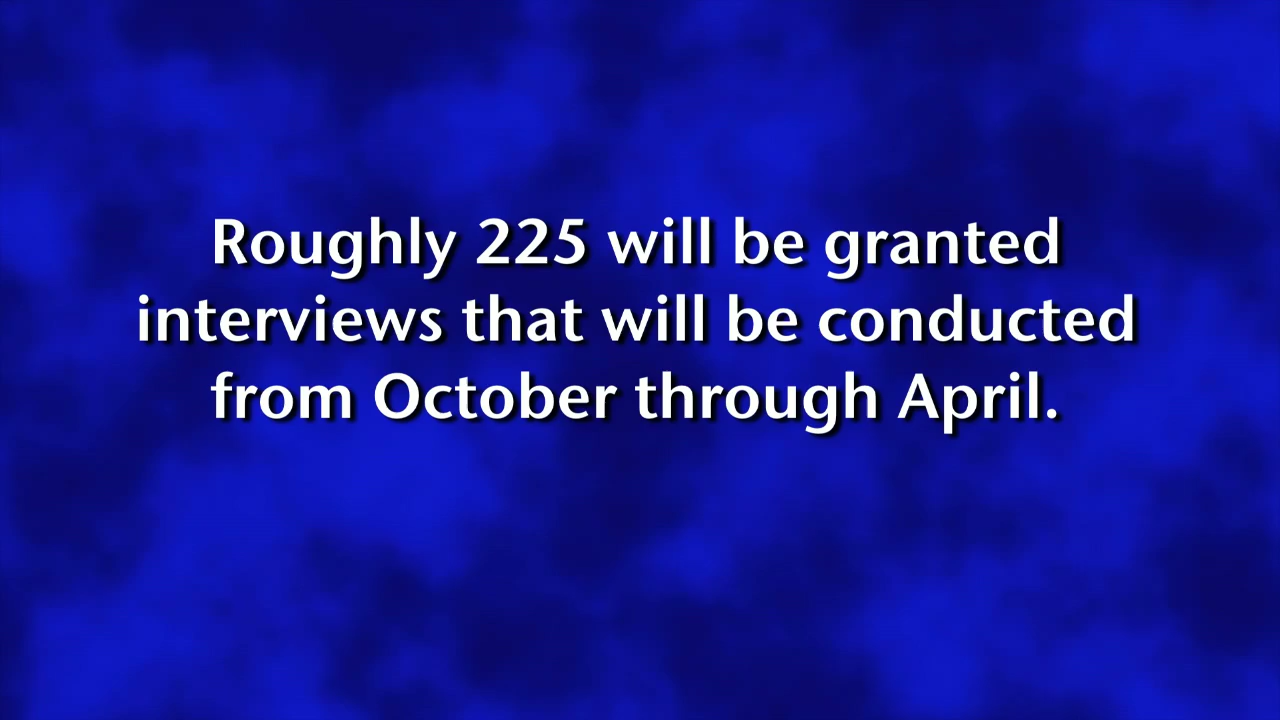 Roughly 225 will be granted
interviews that will be conducted
from October through April.